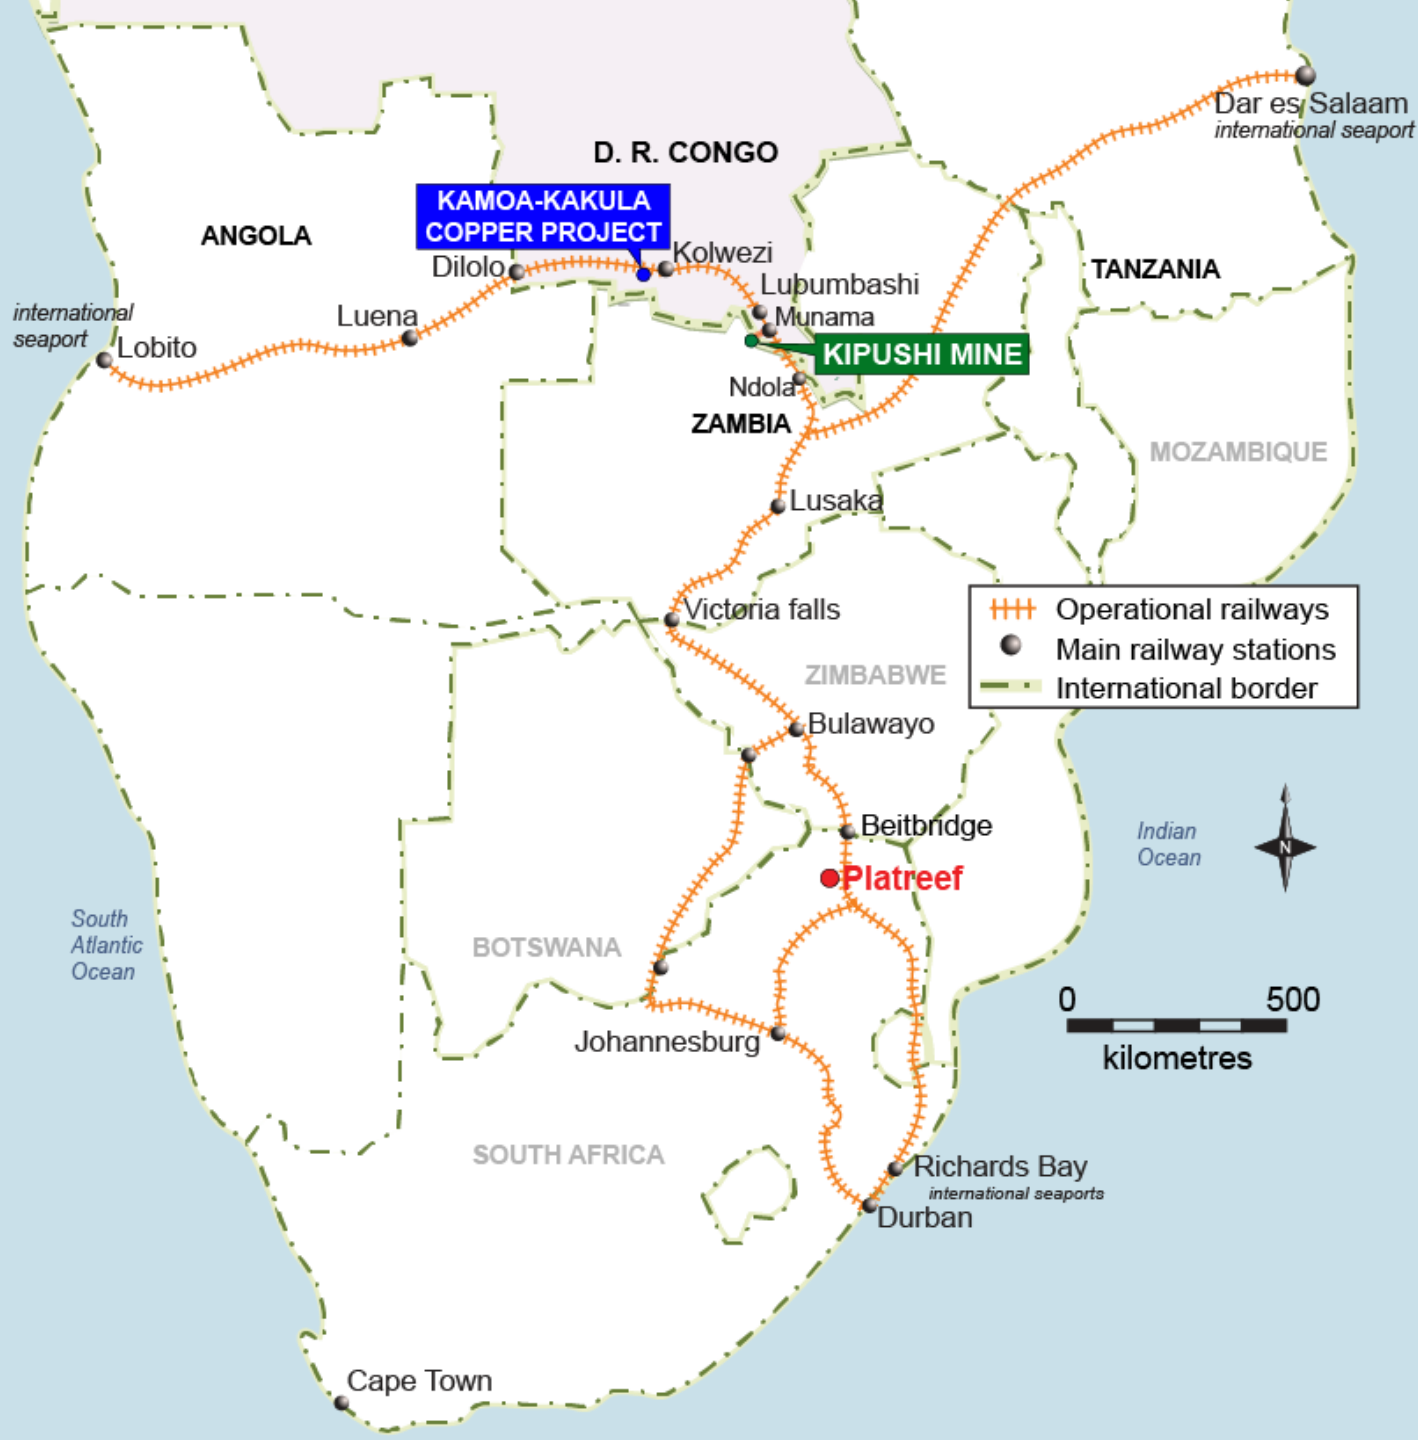 Dar es Salaam
international seaport
D. R. CONGO
KAMOA-KAKULA
COPPER PROJECT
ANGOLA
Kolwezi
Dilolo
TANZANIA
Lubumbashi
international
seaport
Luena
Munama
Lobito
KIPUSHI MINE
Ndola
ZAMBIA
MOZAMBIQUE
Lusaka
Victoria falls
Operational railways
Main railway stations
International border
ZIMBABWE
Bulawayo
Beitbridge
Indian
Ocean
N
Platreef
South
Atlantic
Ocean
BOTSWANA
0 500
kilometres
Johannesburg
SOUTH AFRICA
Richards Bay
international seaports
Durban
Cape Town